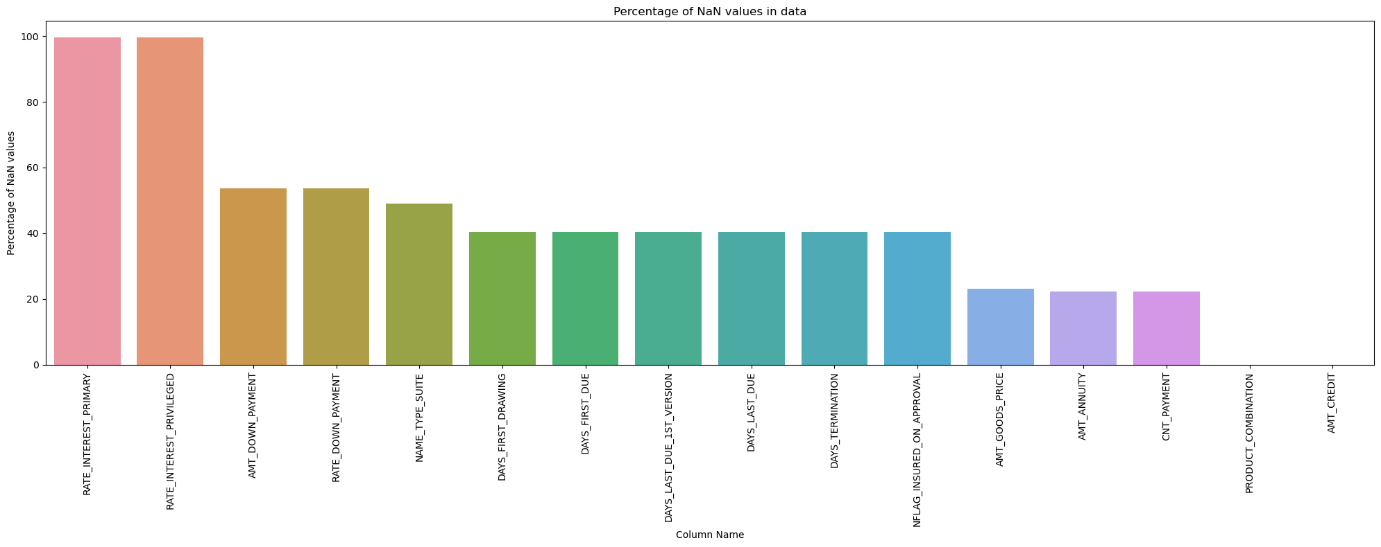 Percentage of NaN values in data
Percentage of NaN values
100
80
60
40
20
0
RATE_INTEREST_PRIMARY
RATE_INTEREST_PRIVILEGED
AMT_DOWN_PAYMENT
RATE_DOWN_PAYMENT
NAME_TYPE_SUITE
DAYS_FIRST_DRAWING
DAYS_FIRST_DUE
DAYS_LAST_DUE_1ST_VERSION
DAYS_LAST_DUE
DAYS_TERMINATION
NFLAG_INSURED_ON_APPROVAL
AMT_GOODS_PRICE
AMT_ANNUITY
CNT_PAYMENT
PRODUCT_COMBINATION
AMT_CREDIT
Column Name